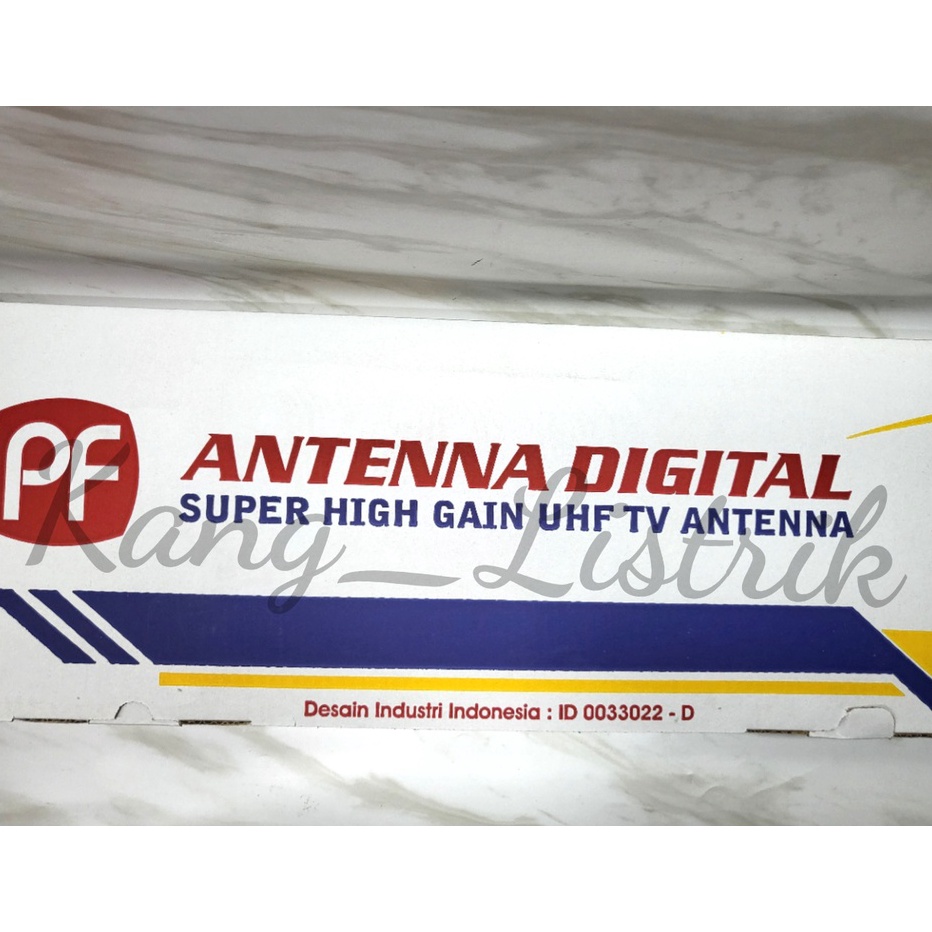 PF
ANTENNA DIGITAL
SUPER HIGH GAIN UHF TV ANTENNA
Kang_Listrik
Desain Industri Indonesia : ID 0033022 - D